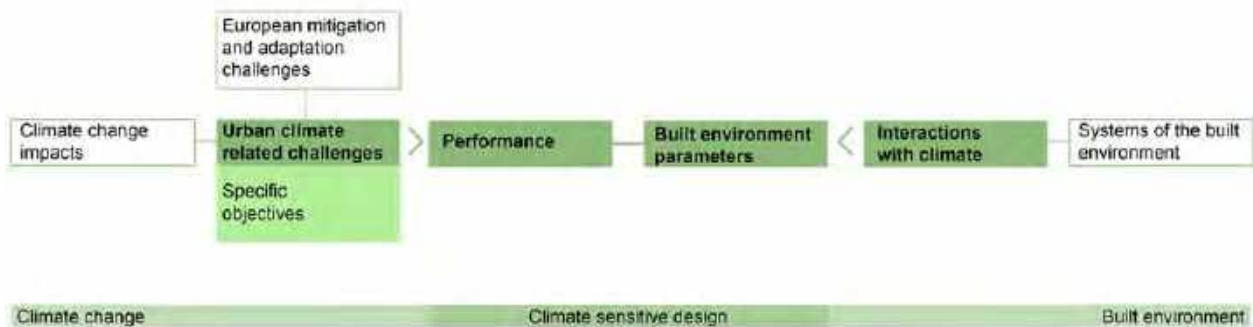 European mitigation
and adaptation
challenges
Climate change
impacts
Urban climate
related challenges
Performance
Built environment
parameters
Interactions
with climate
Systems of the built
environment
Specific
objectives
Climate change
Climate sensitive design
Built environment